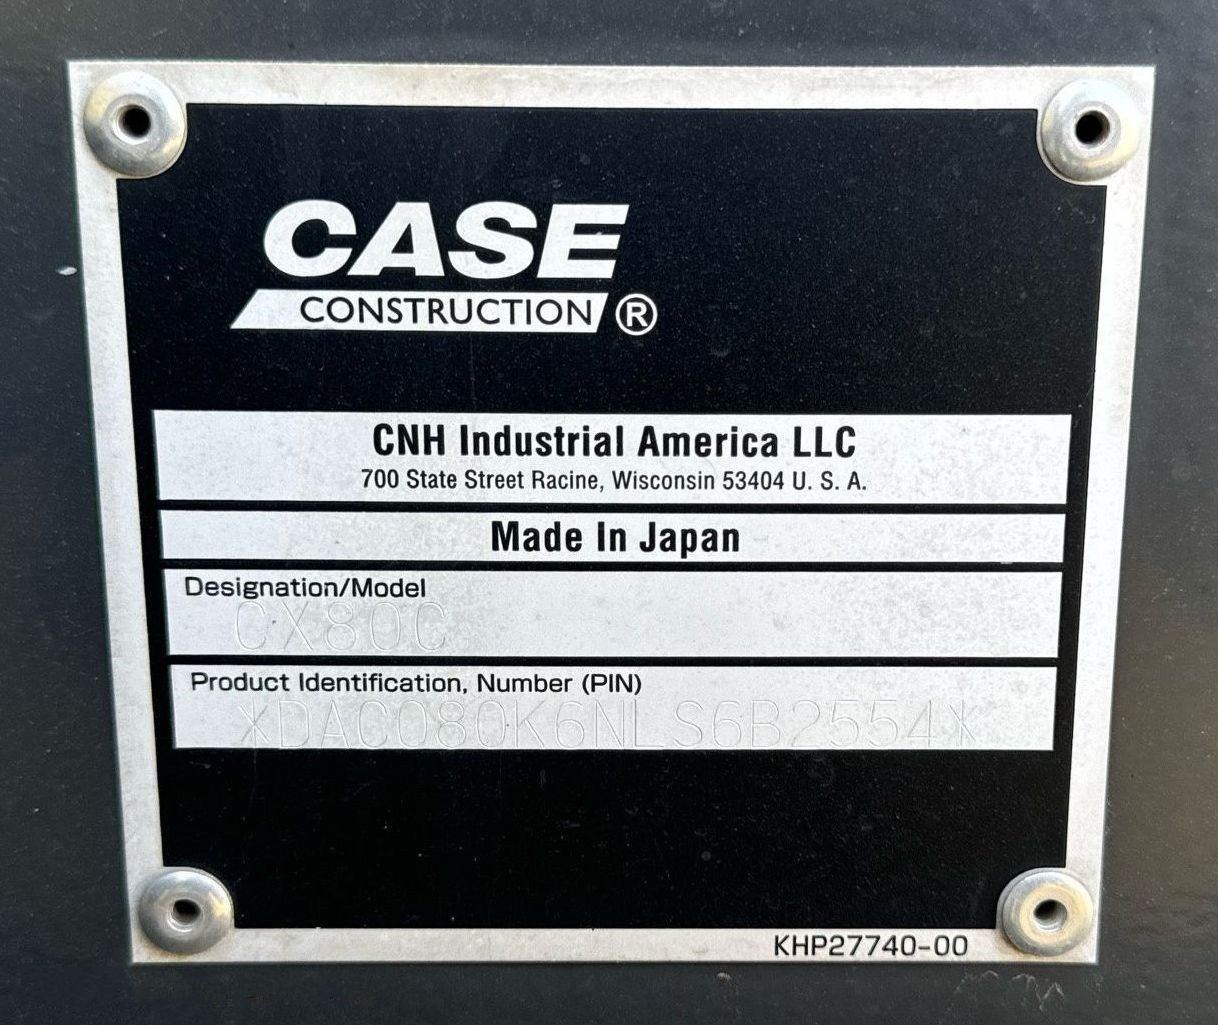 CASE
CONSTRUCTION ®
CNH Industrial America LLC
700 State Street Racine, Wisconsin 53404 U. S. A.
Made In Japan
Designation/Model
CX80C
Product Identification, Number (PIN)
XDAC080K6NLS6B2554X
KHP27740-00